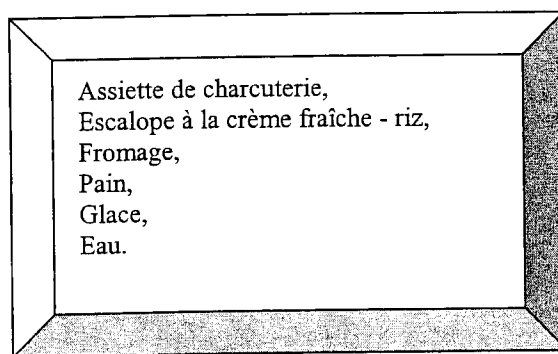 Assiette de charcuterie,
Escalope à la crème fraîche - riz,
Fromage,
Pain,
Glace,
Eau.